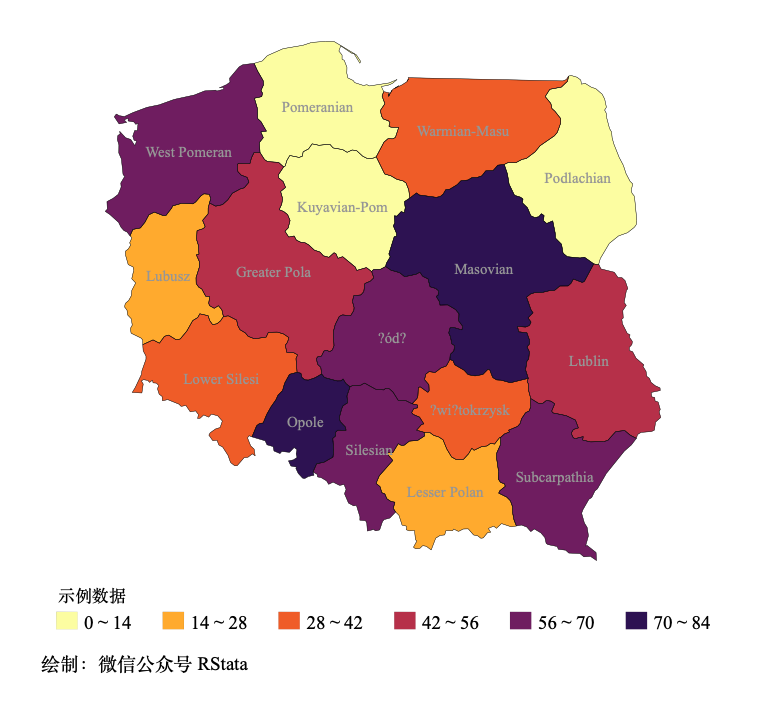 Pomeranian
Warmian-Masu
West Pomeran
Podlachian
Kuyavian-Pom
Lubusz
Greater Pola
Masovian
?ód?
Lublin
Lower Silesi
?wi?tokrzysk
Opole
Silesian
Subcarpathia
Lesser Polan
示例数据
0 ~ 14 14 ~ 28 28 ~ 42 42 ~ 56 56 ~ 70 70 ~ 84
绘制：微信公众号 RStata